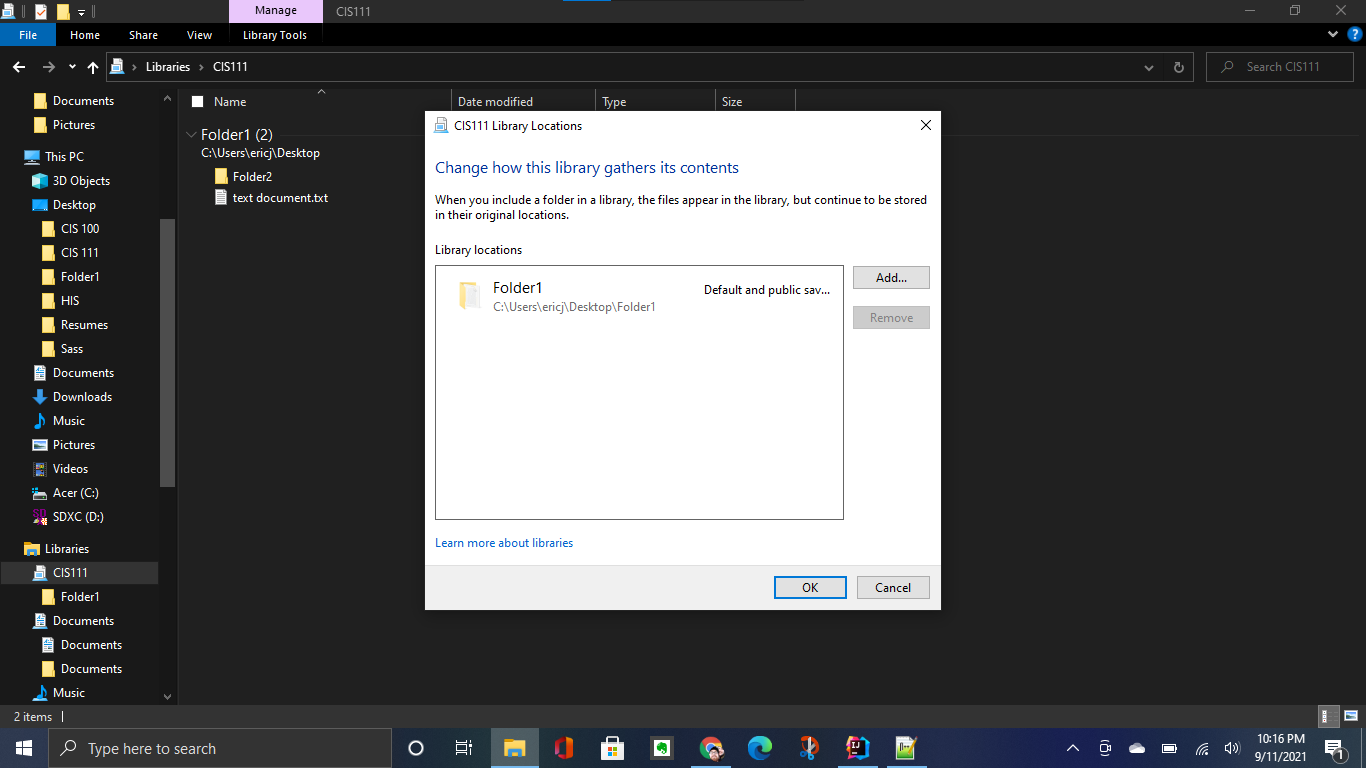 Manage
CIS111
File
Home
Share
View
Library Tools
Libraries
CIS111
Search CIS111
Documents
Pictures
This PC
3D Objects
Desktop
CIS 100
CIS 111
Folder1
HIS
Resumes
Sass
Documents
Downloads
Music
Pictures
Videos
Acer (C:)
SDXC (D:)
Libraries
CIS111
Folder1
Documents
Documents
Documents
Music
Name
Date modified
Type
Size
Folder1 (2)
C:\Users\ericj\Desktop
Folder2
text document.txt
CIS111 Library Locations
Change how this library gathers its contents
When you include a folder in a library, the files appear in the library, but continue to be stored
in their original locations.
Library locations
Folder1
Default and public sav...
C:\Users\ericj\Desktop\Folder1
Add...
Remove
Learn more about libraries
OK
Cancel
2 items
Type here to search
10:16 PM
9/11/2021
1